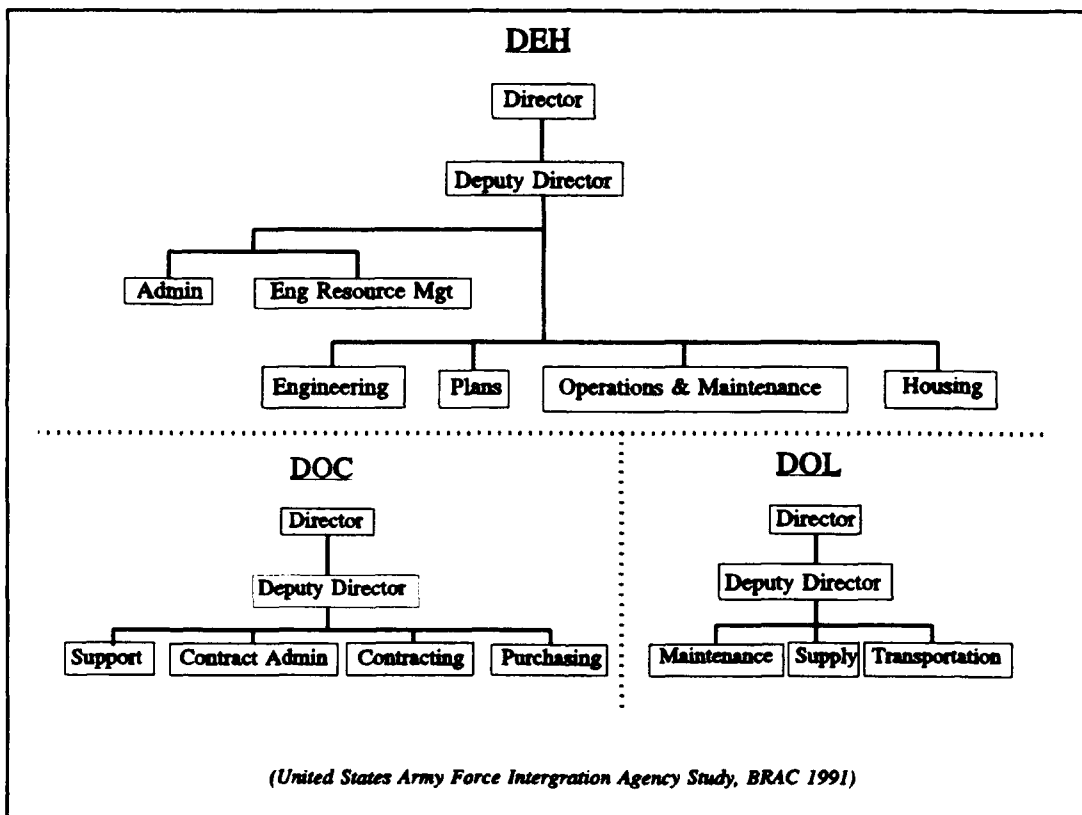 DEH
Director
Deputy Director
Admin
Eng Resource Mgt
Engineering
Plans
Operations & Maintenance
Housing
DOC
Director
Deputy Director
Support
Contract Admin
Contracting
Purchasing
DOL
Director
Deputy Director
Maintenance
Supply
Transportation
(United States Army Force Intergration Agency Study, BRAC 1991)